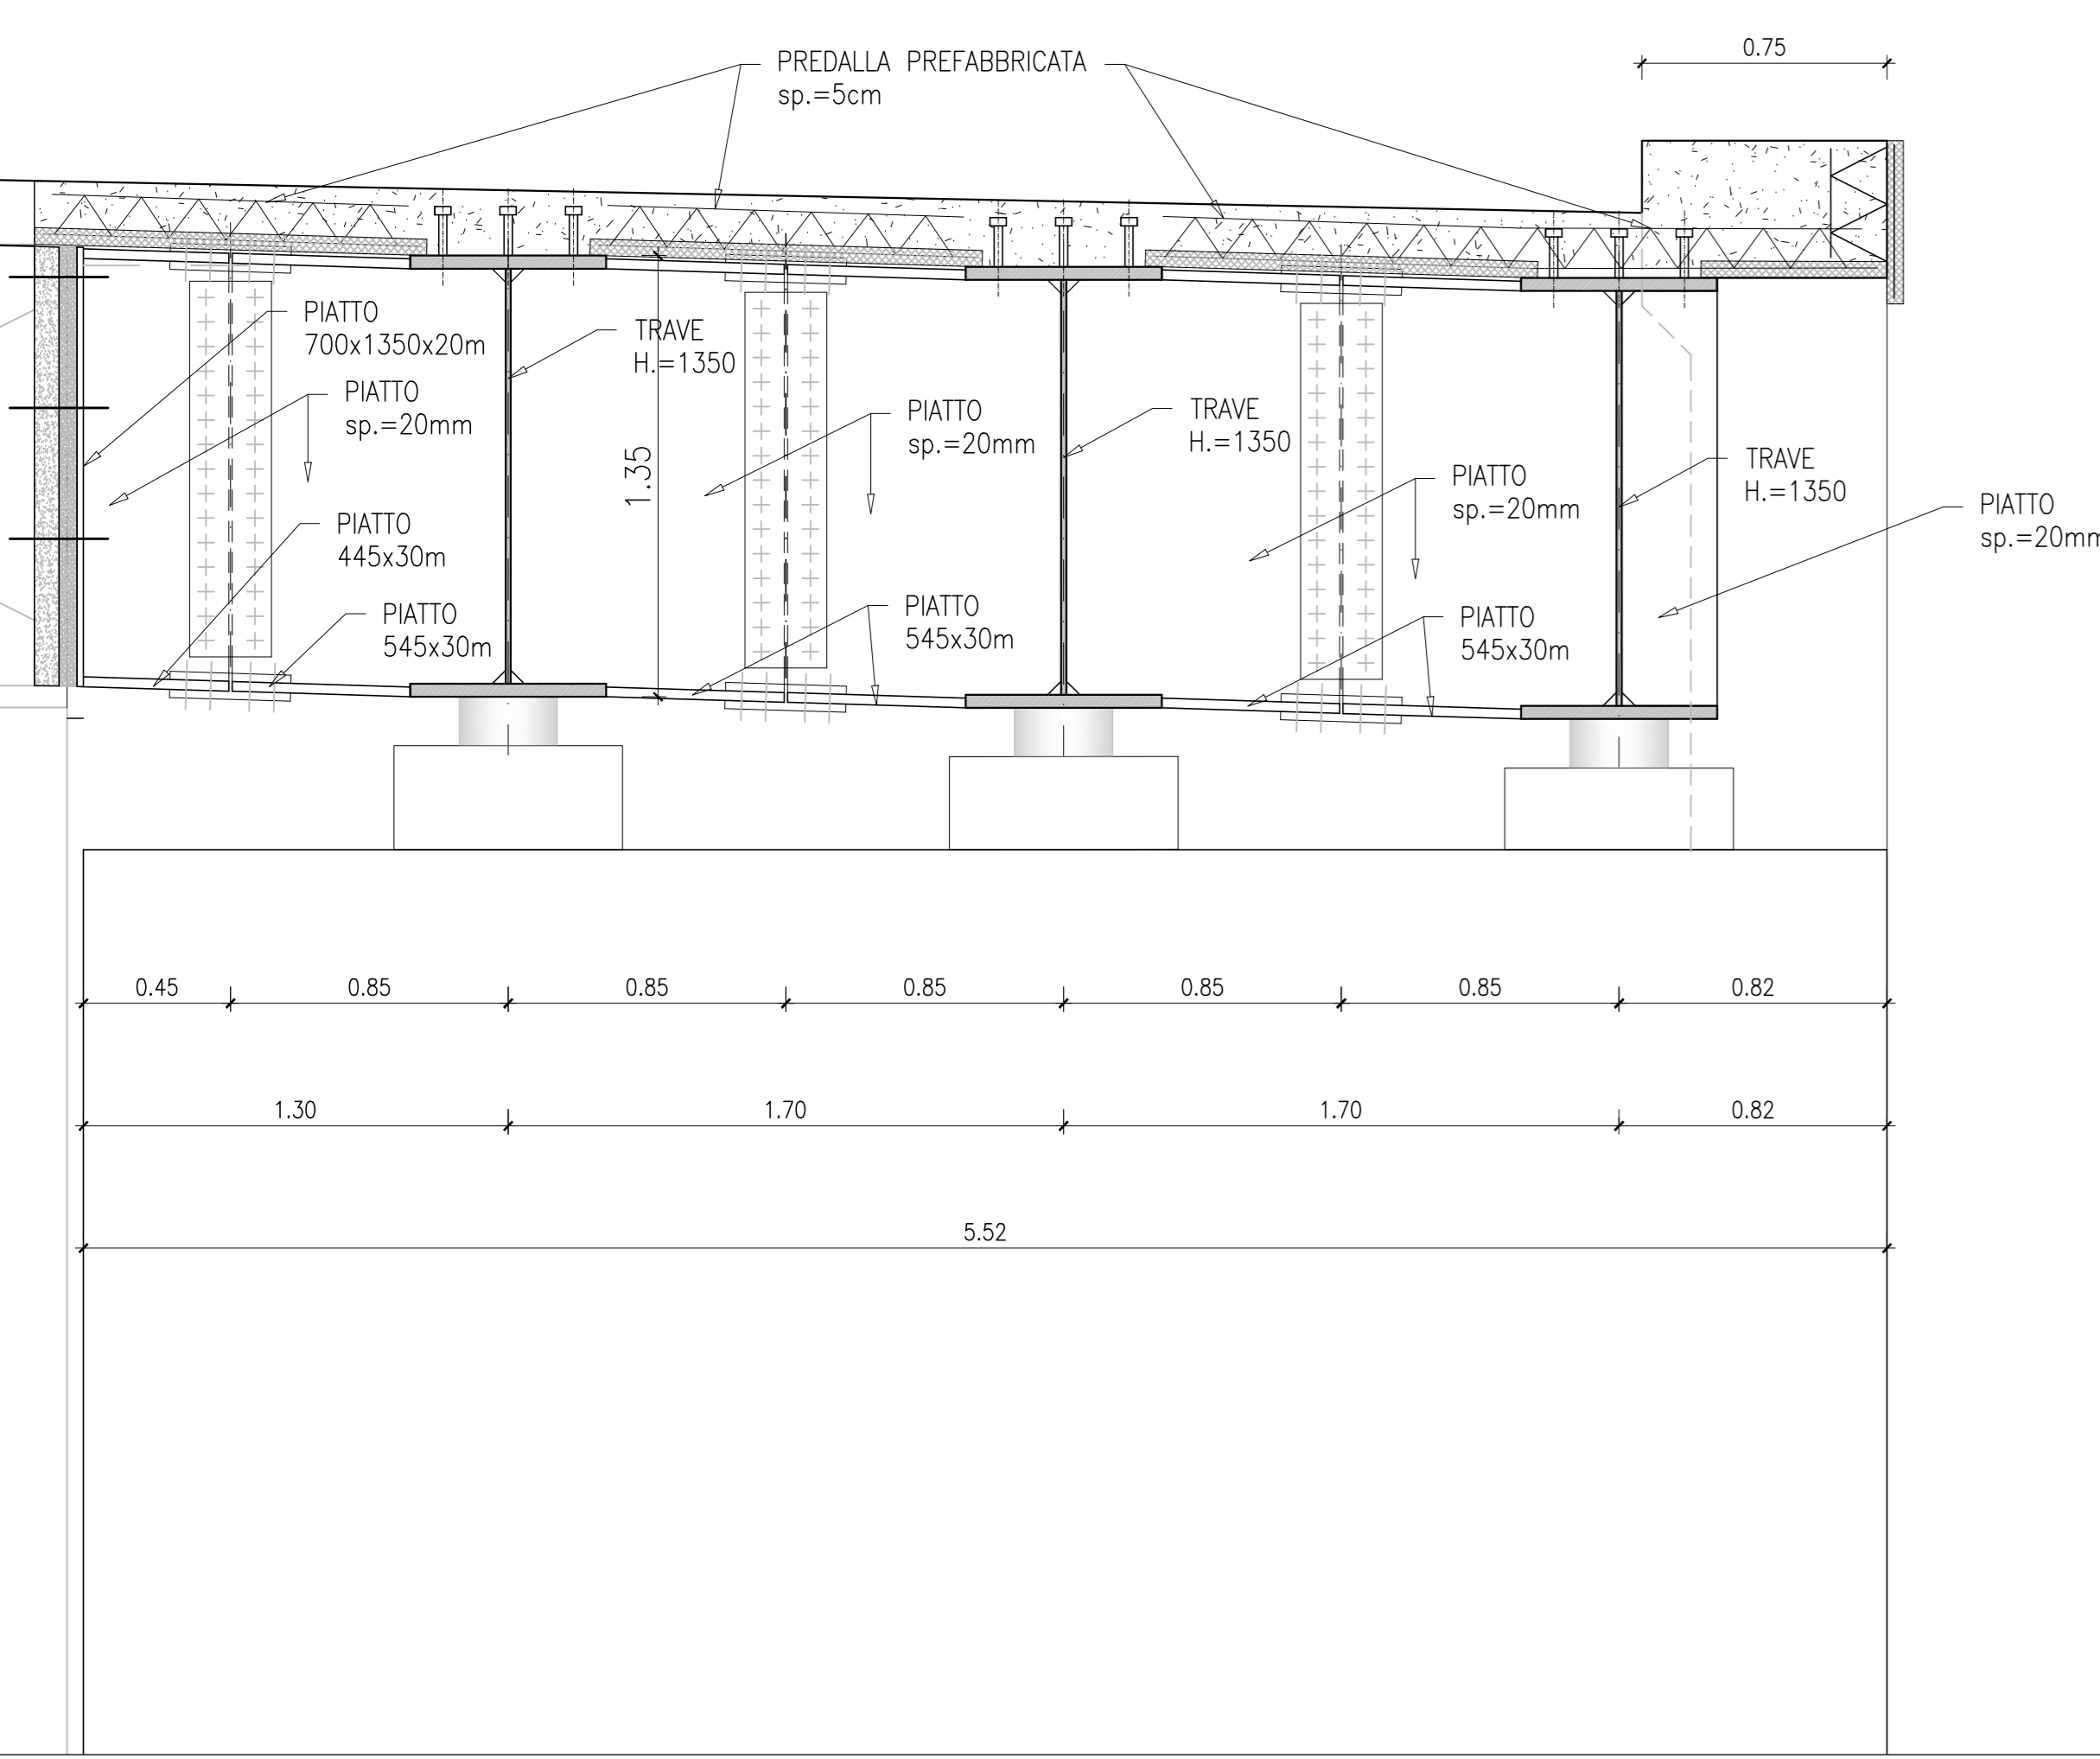 0.75
PREDALLA PREFABBRICATA
sp.=5cm
PIATTO
700x1350x20m
TRAVE
H.=1350
PIATTO
sp.=20mm
PIATTO
sp.=20mm
TRAVE
H.=1350
1.35
PIATTO
sp.=20mm
TRAVE
H.=1350
PIATTO
sp.=20mm
PIATTO
445x30m
PIATTO
545x30m
PIATTO
545x30m
PIATTO
545x30m
0.45 0.85 0.85 0.85 0.85 0.85 0.82
1.30 1.70 1.70 0.82
5.52